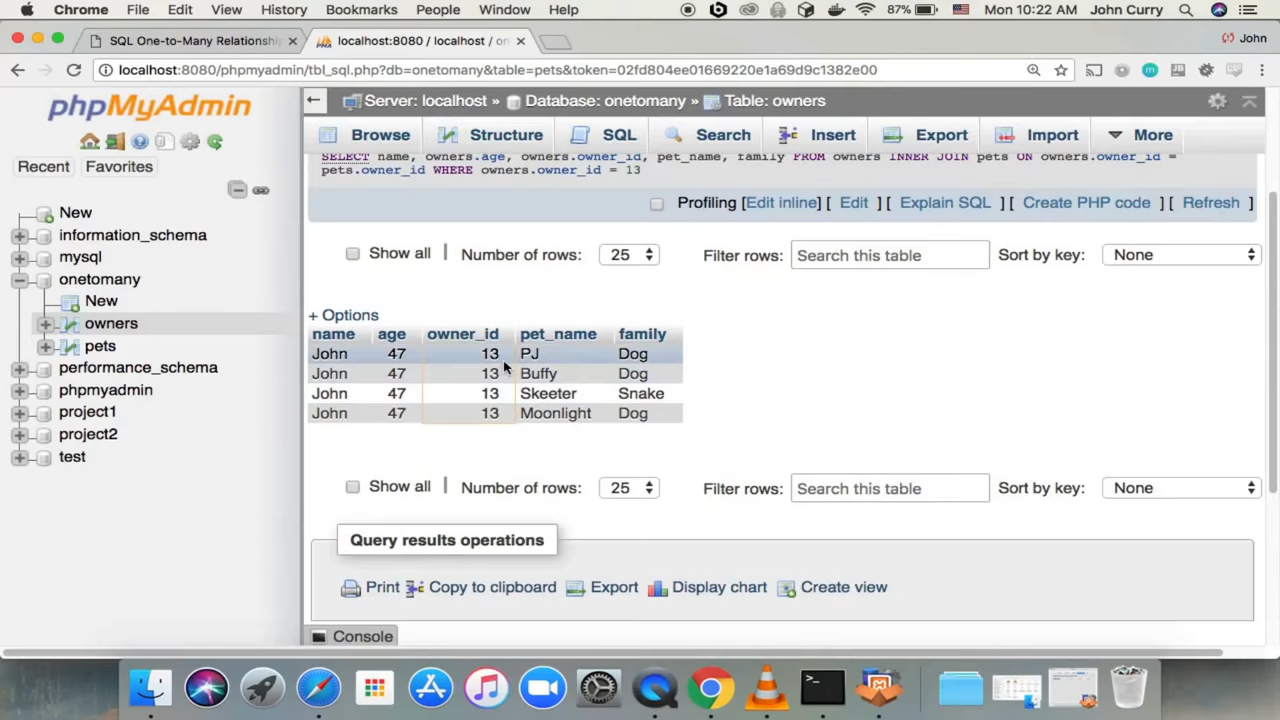 Chrome File Edit View History Bookmarks People Window Help 87% Mon 10:22 AM John Curry
SQL One-to-Many Relationship localhost:8080 / localhost / on John
localhost:8080/phpmyadmin/tbl_sql.php?db=onetomany&table=pets&token=02fd804ee01669220e1a69d9c1382e00
phpMyAdmin
Recent Favorites
New
information_schema
mysql
onetomany
New
owners
pets
performance_schema
phpmyadmin
project1
project2
test
Server: localhost » Database: onetomany » Table: owners
Browse Structure SQL Search Insert Export Import More
SELECT name, owners.age, owners.owner_id, pet_name, family FROM owners INNER JOIN pets ON owners.owner_id =
pets.owner_id WHERE owners.owner_id = 13
Profiling [Edit inline] [ Edit ] [ Explain SQL ] [ Create PHP code ] [ Refresh ]
Show all | Number of rows: 25 Filter rows: Search this table Sort by key: None
+ Options
name age owner_id pet_name family
John 47 13 PJ Dog
John 47 13 Buffy Dog
John 47 13 Skeeter Snake
John 47 13 Moonlight Dog
Show all | Number of rows: 25 Filter rows: Search this table Sort by key: None
Query results operations
Print Copy to clipboard Export Display chart Create view
Console